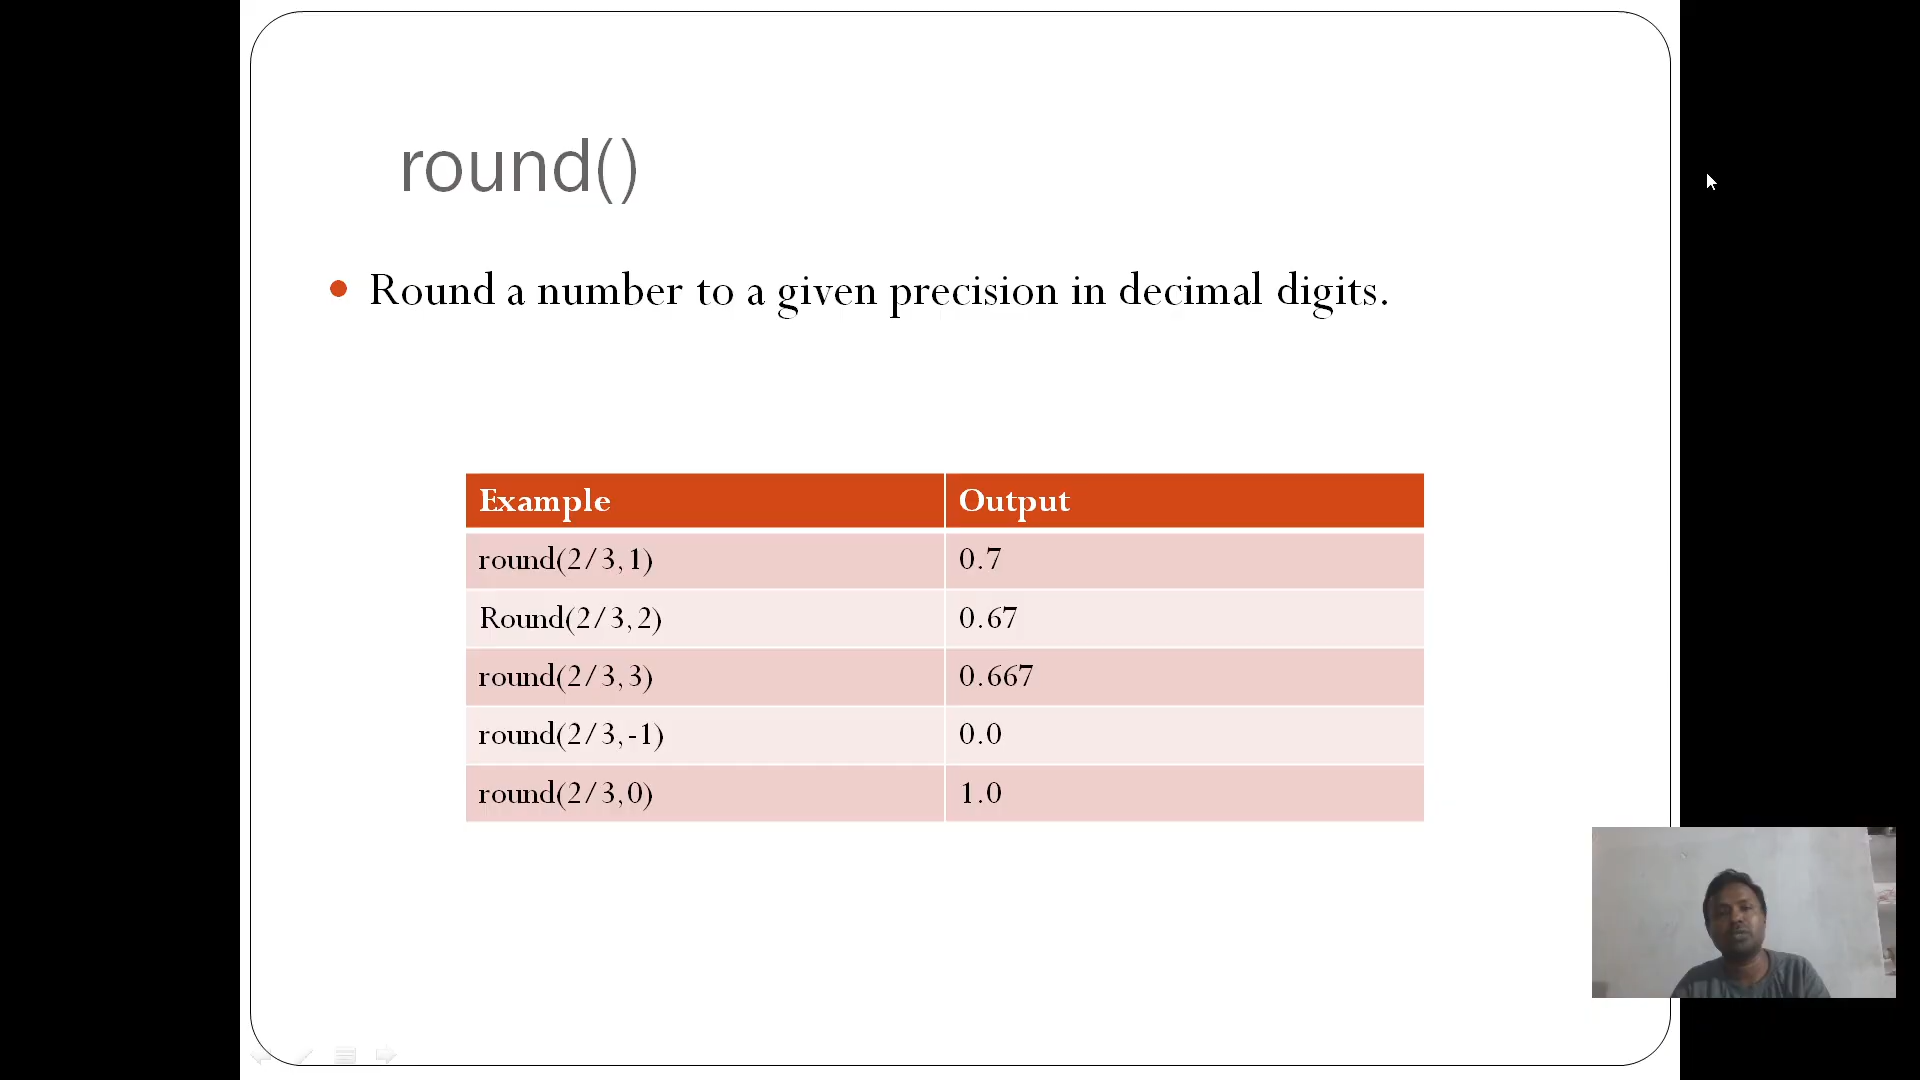 round()
Round a number to a given precision in decimal digits.
Example Output
round(2/3,1) 0.7
Round(2/3,2) 0.67
round(2/3,3) 0.667
round(2/3,-1) 0.0
round(2/3,0) 1.0